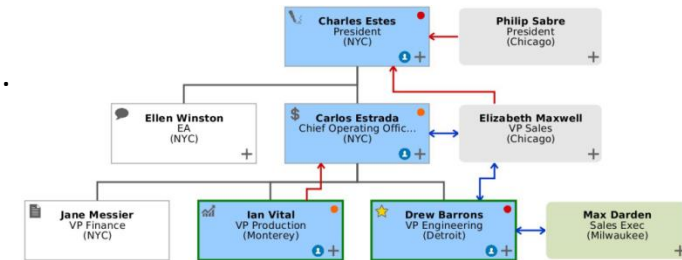 Charles Estes
President
(NYC)
Philip Sabre
President
(Chicago)
Ellen Winston
EA
(NYC)
$
Carlos Estrada
Chief Operating Offic...
(NYC)
Elizabeth Maxwell
VP Sales
(Chicago)
Jane Messier
VP Finance
(NYC)
Ian Vital
VP Production
(Monterey)
Drew Barrons
VP Engineering
(Detroit)
Max Darden
Sales Exec
(Milwaukee)